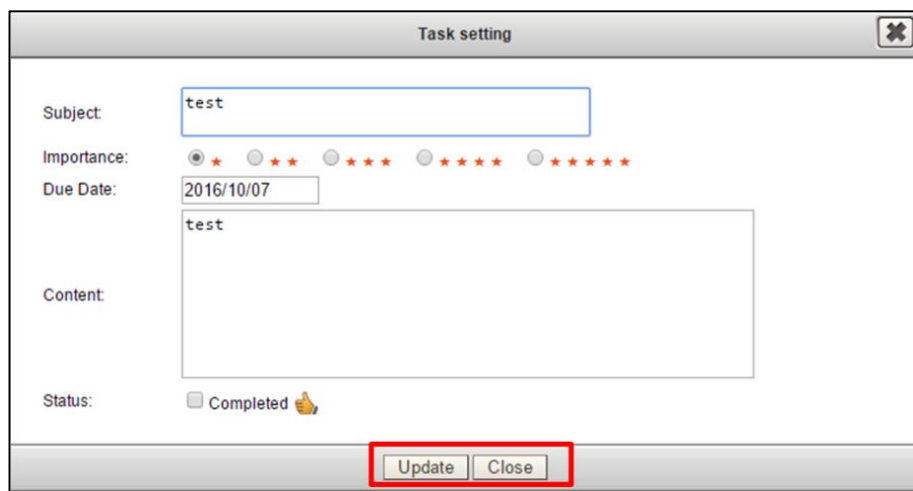 Task setting
Subject:
test
Importance:
Due Date:
2016/10/07
Content:
test
Status:
Completed
Update Close